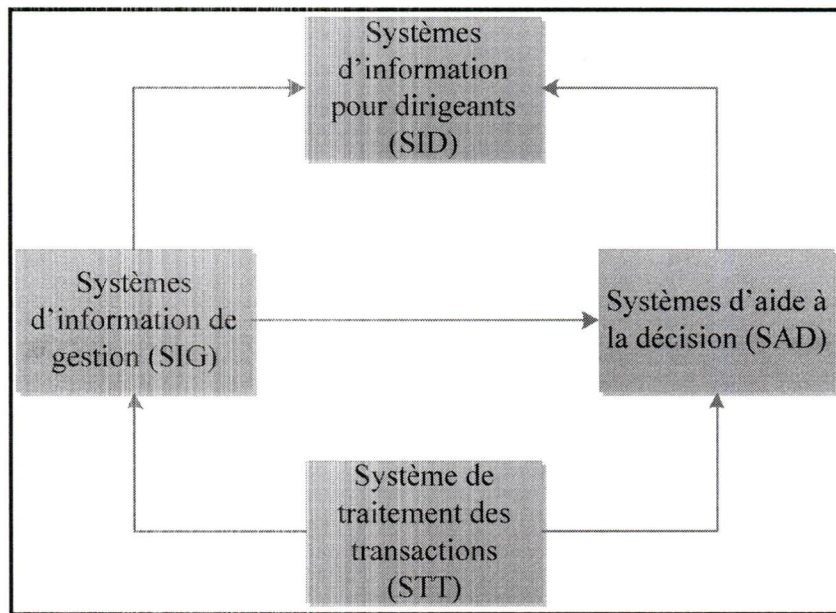 Systèmes
d'information
pour dirigeants
(SID)
Systèmes
d'information de
gestion (SIG)
Systèmes d'aide à
la décision (SAD)
Système de
traitement des
transactions
(STT)